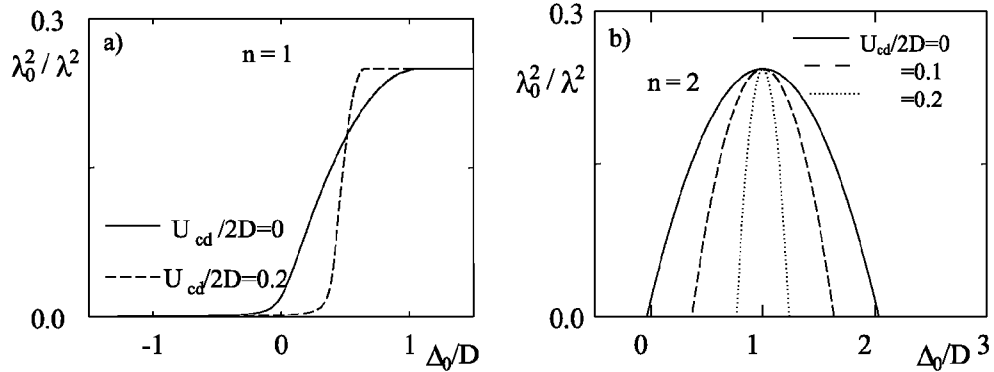 0.3
a)
n = 1
λ₀² / λ²
U cd /2D=0
U cd /2D=0.2
0.0
-1
0
1
Δ₀/D
0.3
b)
U cd /2D=0
=0.1
=0.2
λ₀² / λ²
n = 2
0.0
0
1
2
Δ₀/D
3